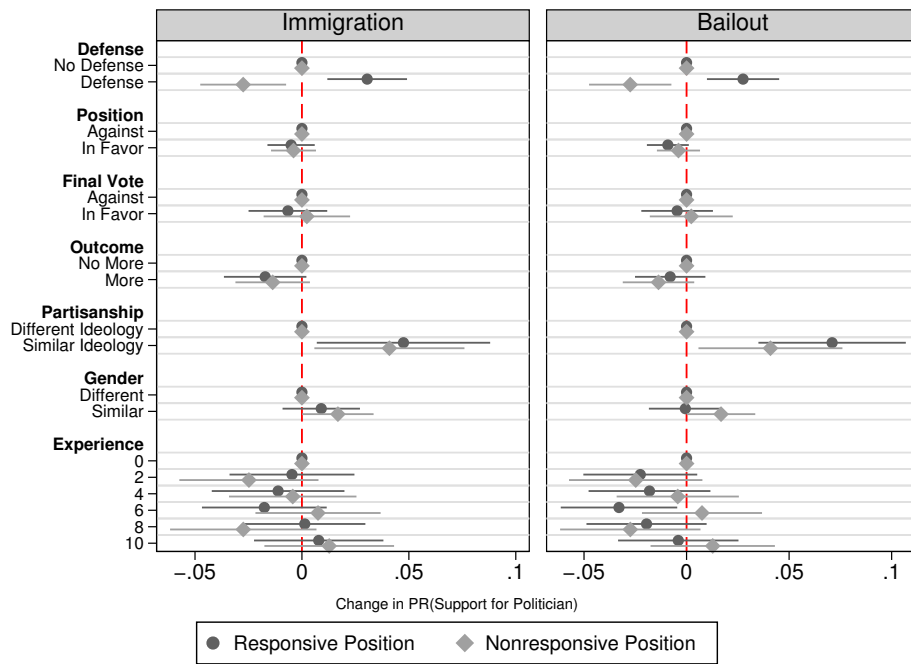 Immigration
Bailout
Defense
No Defense
Defense
Position
Against
In Favor
Final Vote
Against
In Favor
Outcome
No More
More
Partisanship
Different Ideology
Similar Ideology
Gender
Different
Similar
Experience
0
2
4
6
8
10
-.05 0 .05 .1
-.05 0 .05 .1
Change in PR(Support for Politician)
Responsive Position Nonresponsive Position